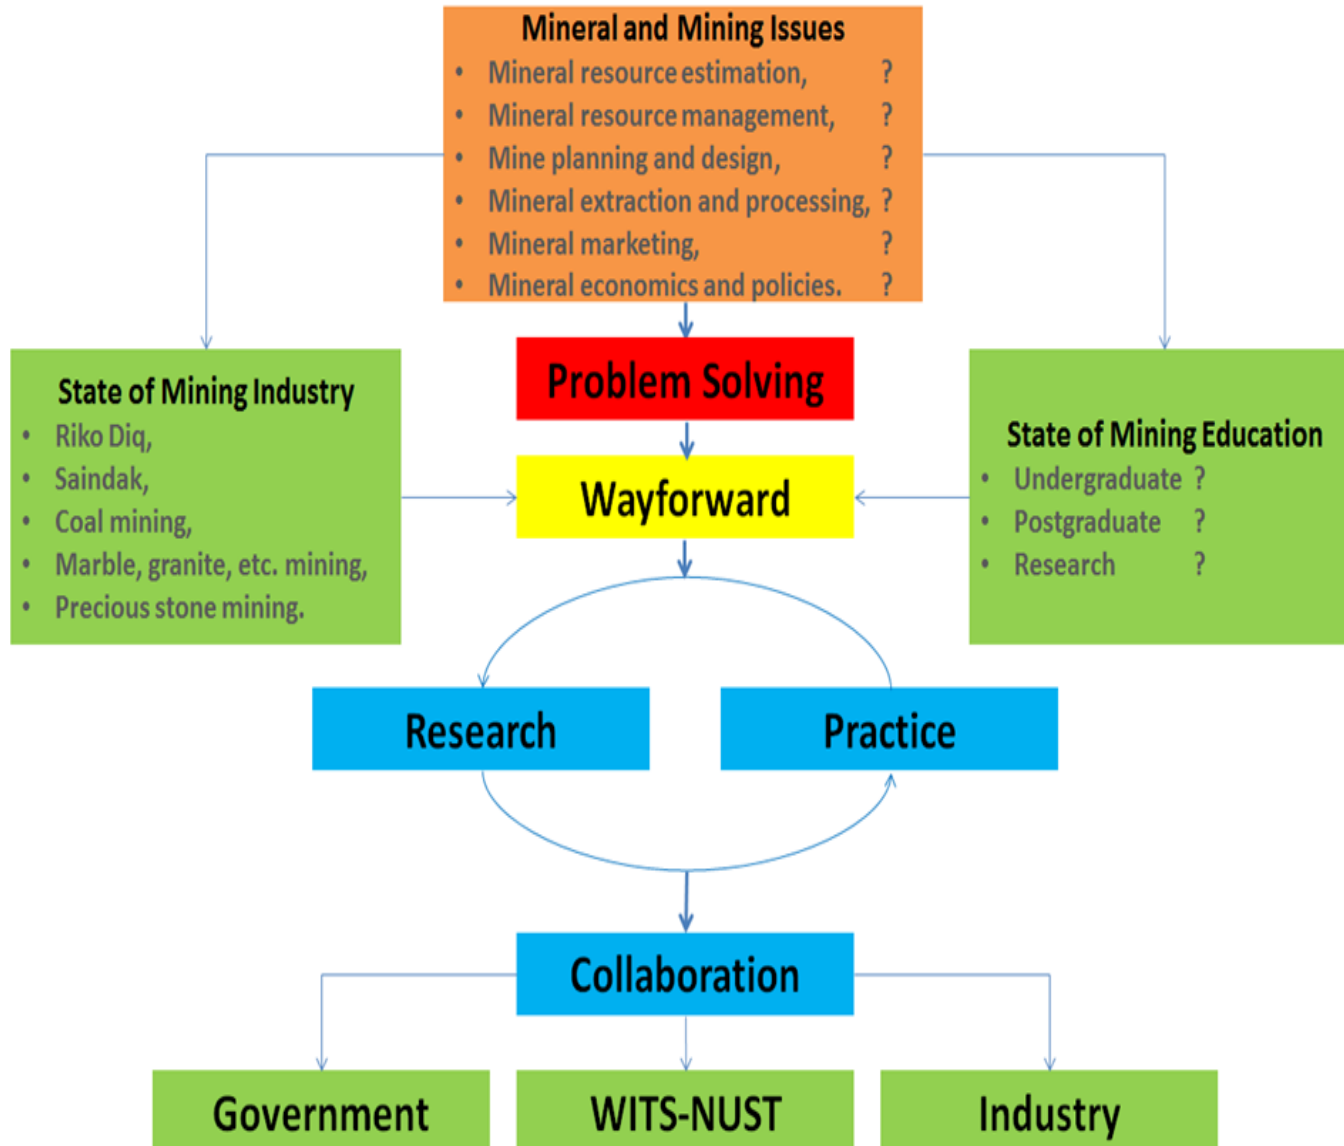 Mineral and Mining Issues
• Mineral resource estimation, ?
• Mineral resource management, ?
• Mine planning and design, ?
• Mineral extraction and processing, ?
• Mineral marketing, ?
• Mineral economics and policies. ?
Problem Solving
State of Mining Industry
• Riko Diq,
• Saindak,
• Coal mining,
• Marble, granite, etc. mining,
• Precious stone mining.
Wayforward
State of Mining Education
• Undergraduate ?
• Postgraduate ?
• Research ?
Research
Practice
Collaboration
Government
WITS-NUST
Industry